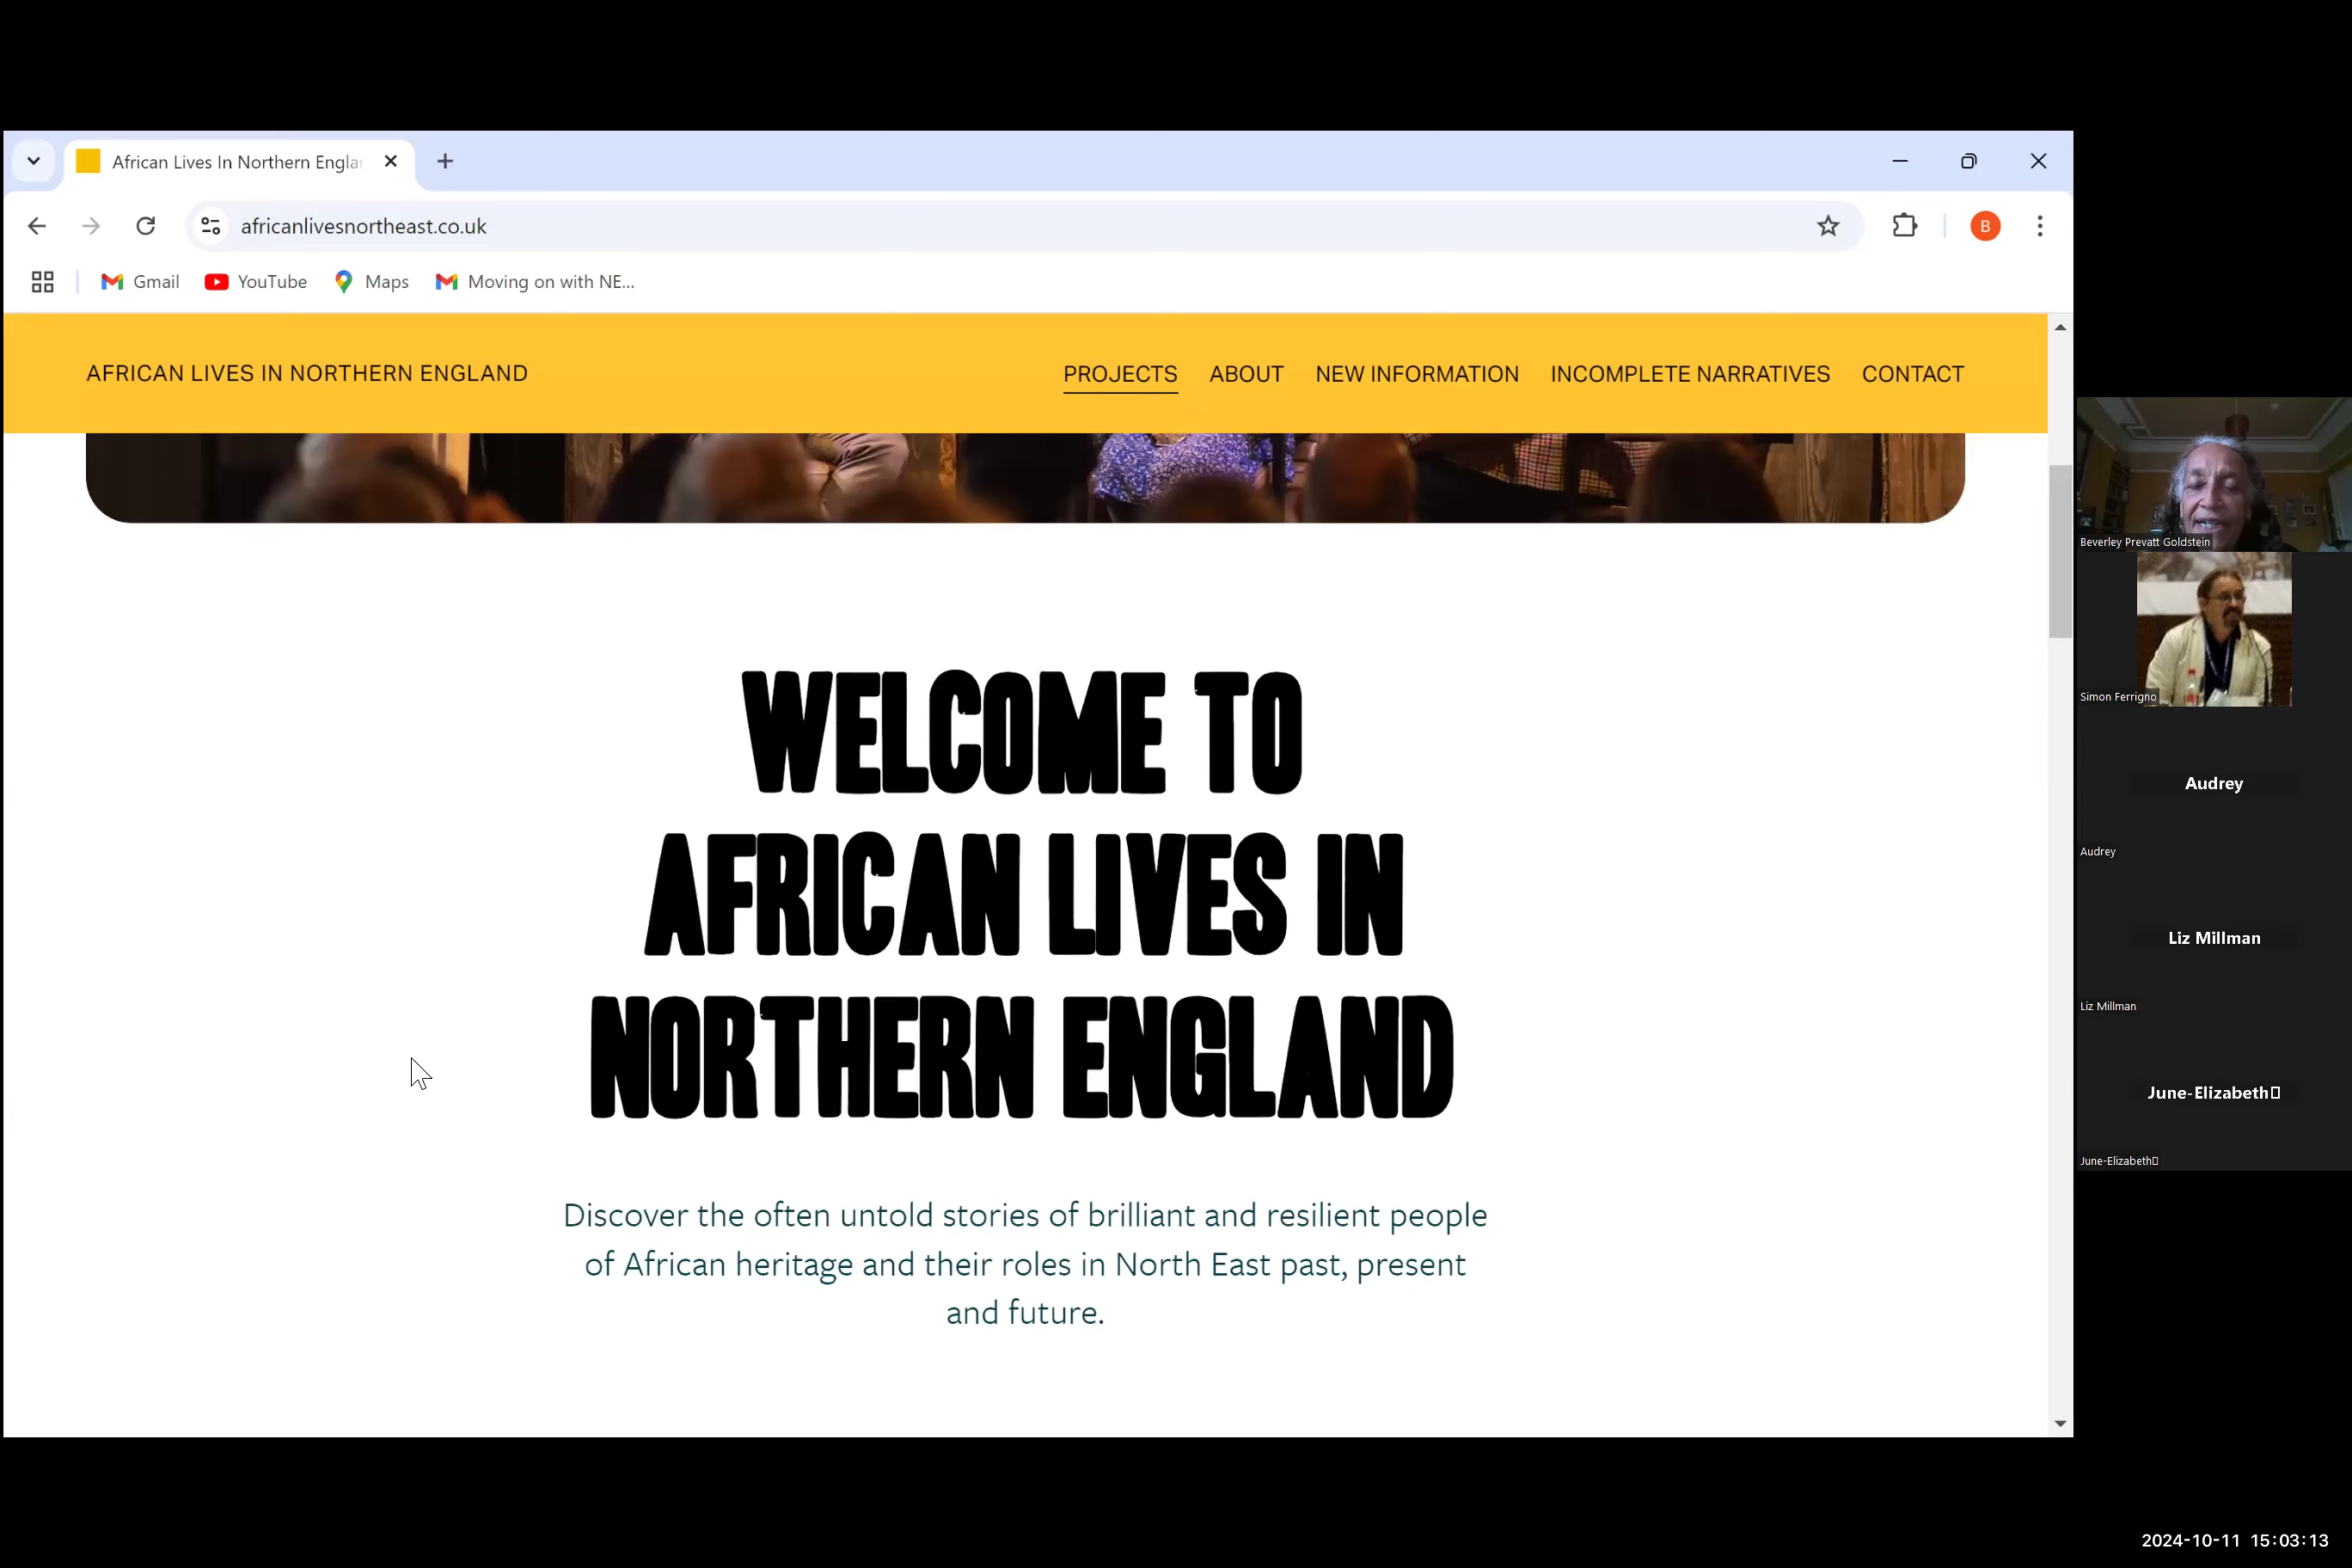 African Lives In Northern Engla
africanlivesnortheast.co.uk
B
Gmail
YouTube
Maps
Moving on with NE...
AFRICAN LIVES IN NORTHERN ENGLAND
PROJECTS
ABOUT
NEW INFORMATION
INCOMPLETE NARRATIVES
CONTACT
WELCOME TO
AFRICAN LIVES IN
NORTHERN ENGLAND
Discover the often untold stories of brilliant and resilient people
of African heritage and their roles in North East past, present
and future.
Beverley Prevatt Goldstein
Simon Ferrigno
Audrey
Audrey
Liz Millman
Liz Millman
June-Elizabeth
June-Elizabeth
2024-10-11 15:03:13